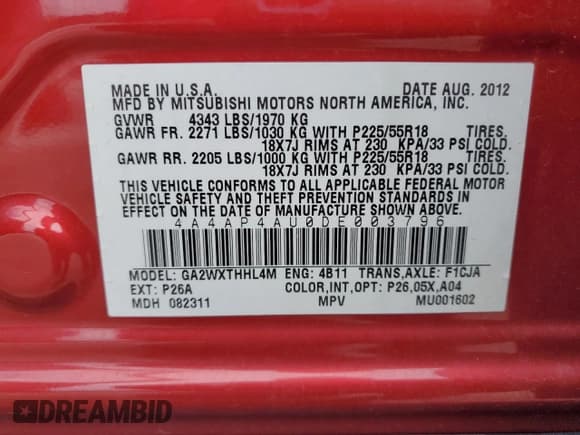 MADE IN U.S.A. DATE AUG. 2012
MFD BY MITSUBISHI MOTORS NORTH AMERICA, INC.
GVWR 4343 LBS/1970 KG
GAWR FR. 2271 LBS/1030 KG WITH P225/55R18 TIRES.
18X7J RIMS AT 230 KPA/33 PSI COLD.
GAWR RR. 2205 LBS/1000 KG WITH P225/55R18 TIRES.
18X7J RIMS AT 230 KPA/33 PSI COLD.
THIS VEHICLE CONFORMS TO ALL APPLICABLE FEDERAL MOTOR
VEHICLE SAFETY AND THEFT PREVENTION STANDARDS IN
EFFECT ON THE DATE OF MANUFACTURE SHOWN ABOVE.
4A4AP4AU0DE003796
MODEL: GA2WXTHHL4M ENG: 4B11 TRANS,AXLE: F1CJA
EXT: P26A COLOR,INT,OPT: P26,05X,A04
MDH 082311 MPV MU001602
DREAMBID